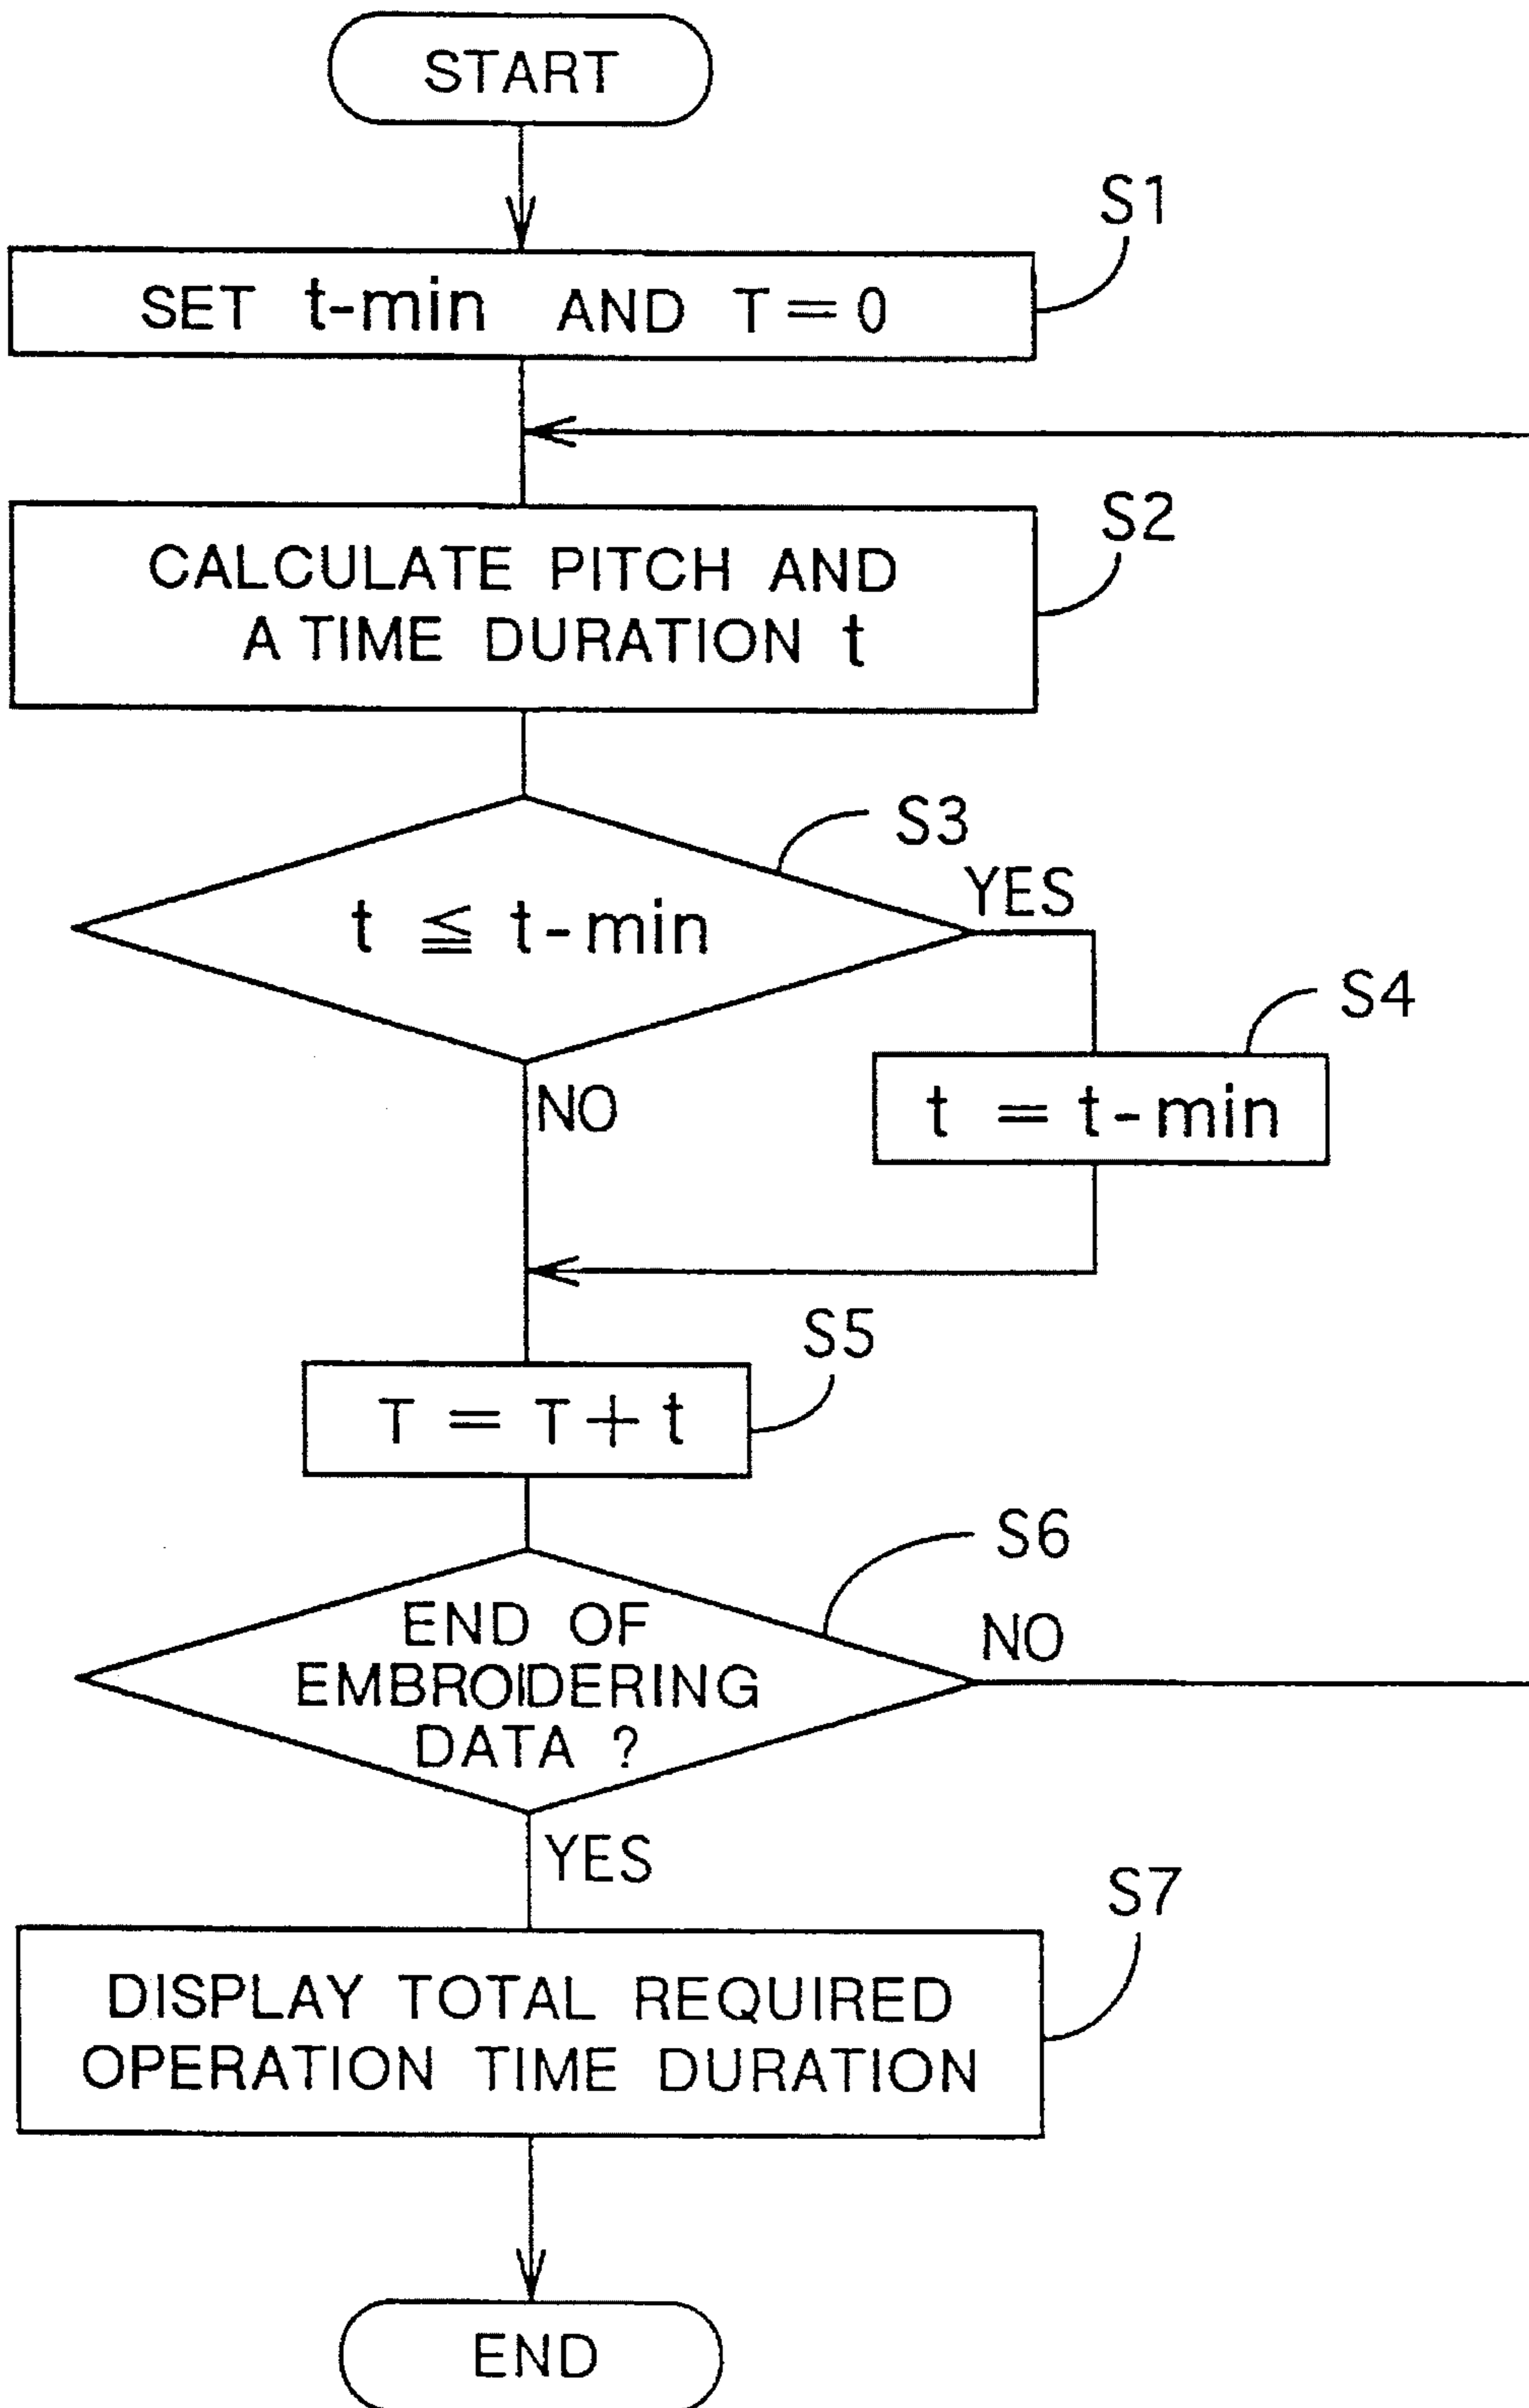 START
S1
SET t-min AND T=0
S2
CALCULATE PITCH AND
A TIME DURATION t
S3
t ≦ t-min
YES
S4
NO
t = t-min
S5
T = T+t
S6
END OF
EMBROIDERING
DATA ?
NO
YES
S7
DISPLAY TOTAL REQUIRED
OPERATION TIME DURATION
END